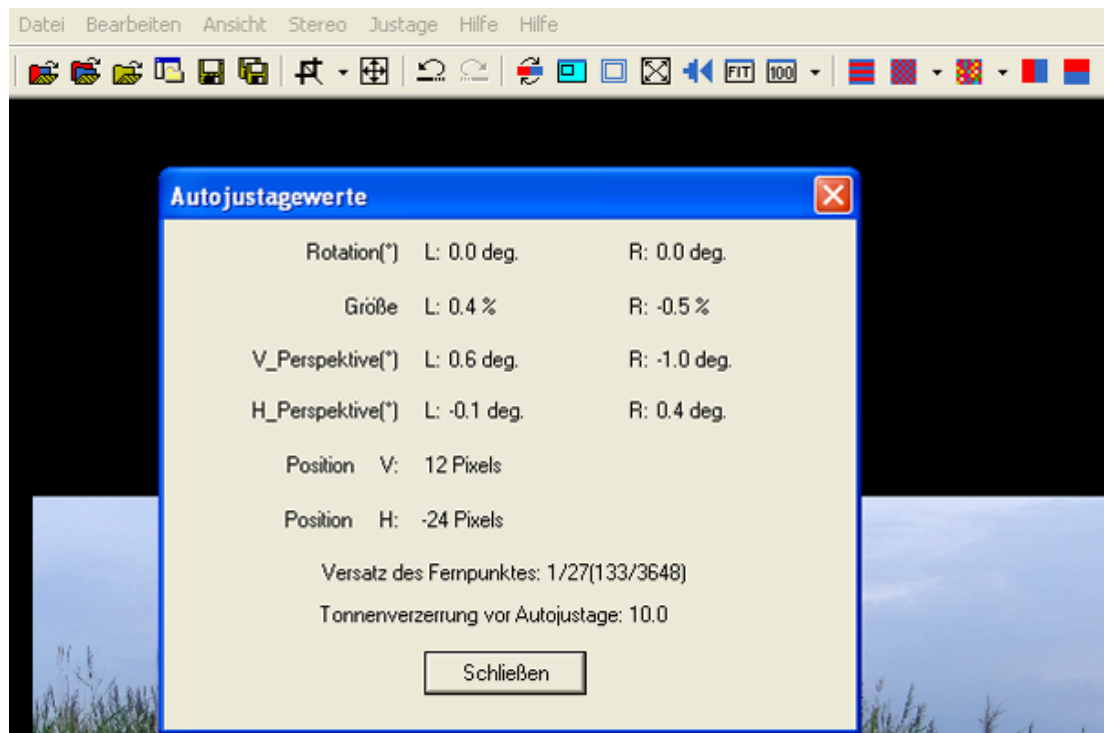 Datei Bearbeiten Ansicht Stereo Justage Hilfe Hilfe
FIT 100
Autojustagewerte
Rotation(°) L: 0.0 deg. R: 0.0 deg.
Größe L: 0.4 % R: -0.5 %
V_Perspektive(°) L: 0.6 deg. R: -1.0 deg.
H_Perspektive(°) L: -0.1 deg. R: 0.4 deg.
Position V: 12 Pixels
Position H: -24 Pixels
Versatz des Fernpunktes: 1/27(133/3648)
Tonnenverzerrung vor Autojustage: 10.0
Schließen